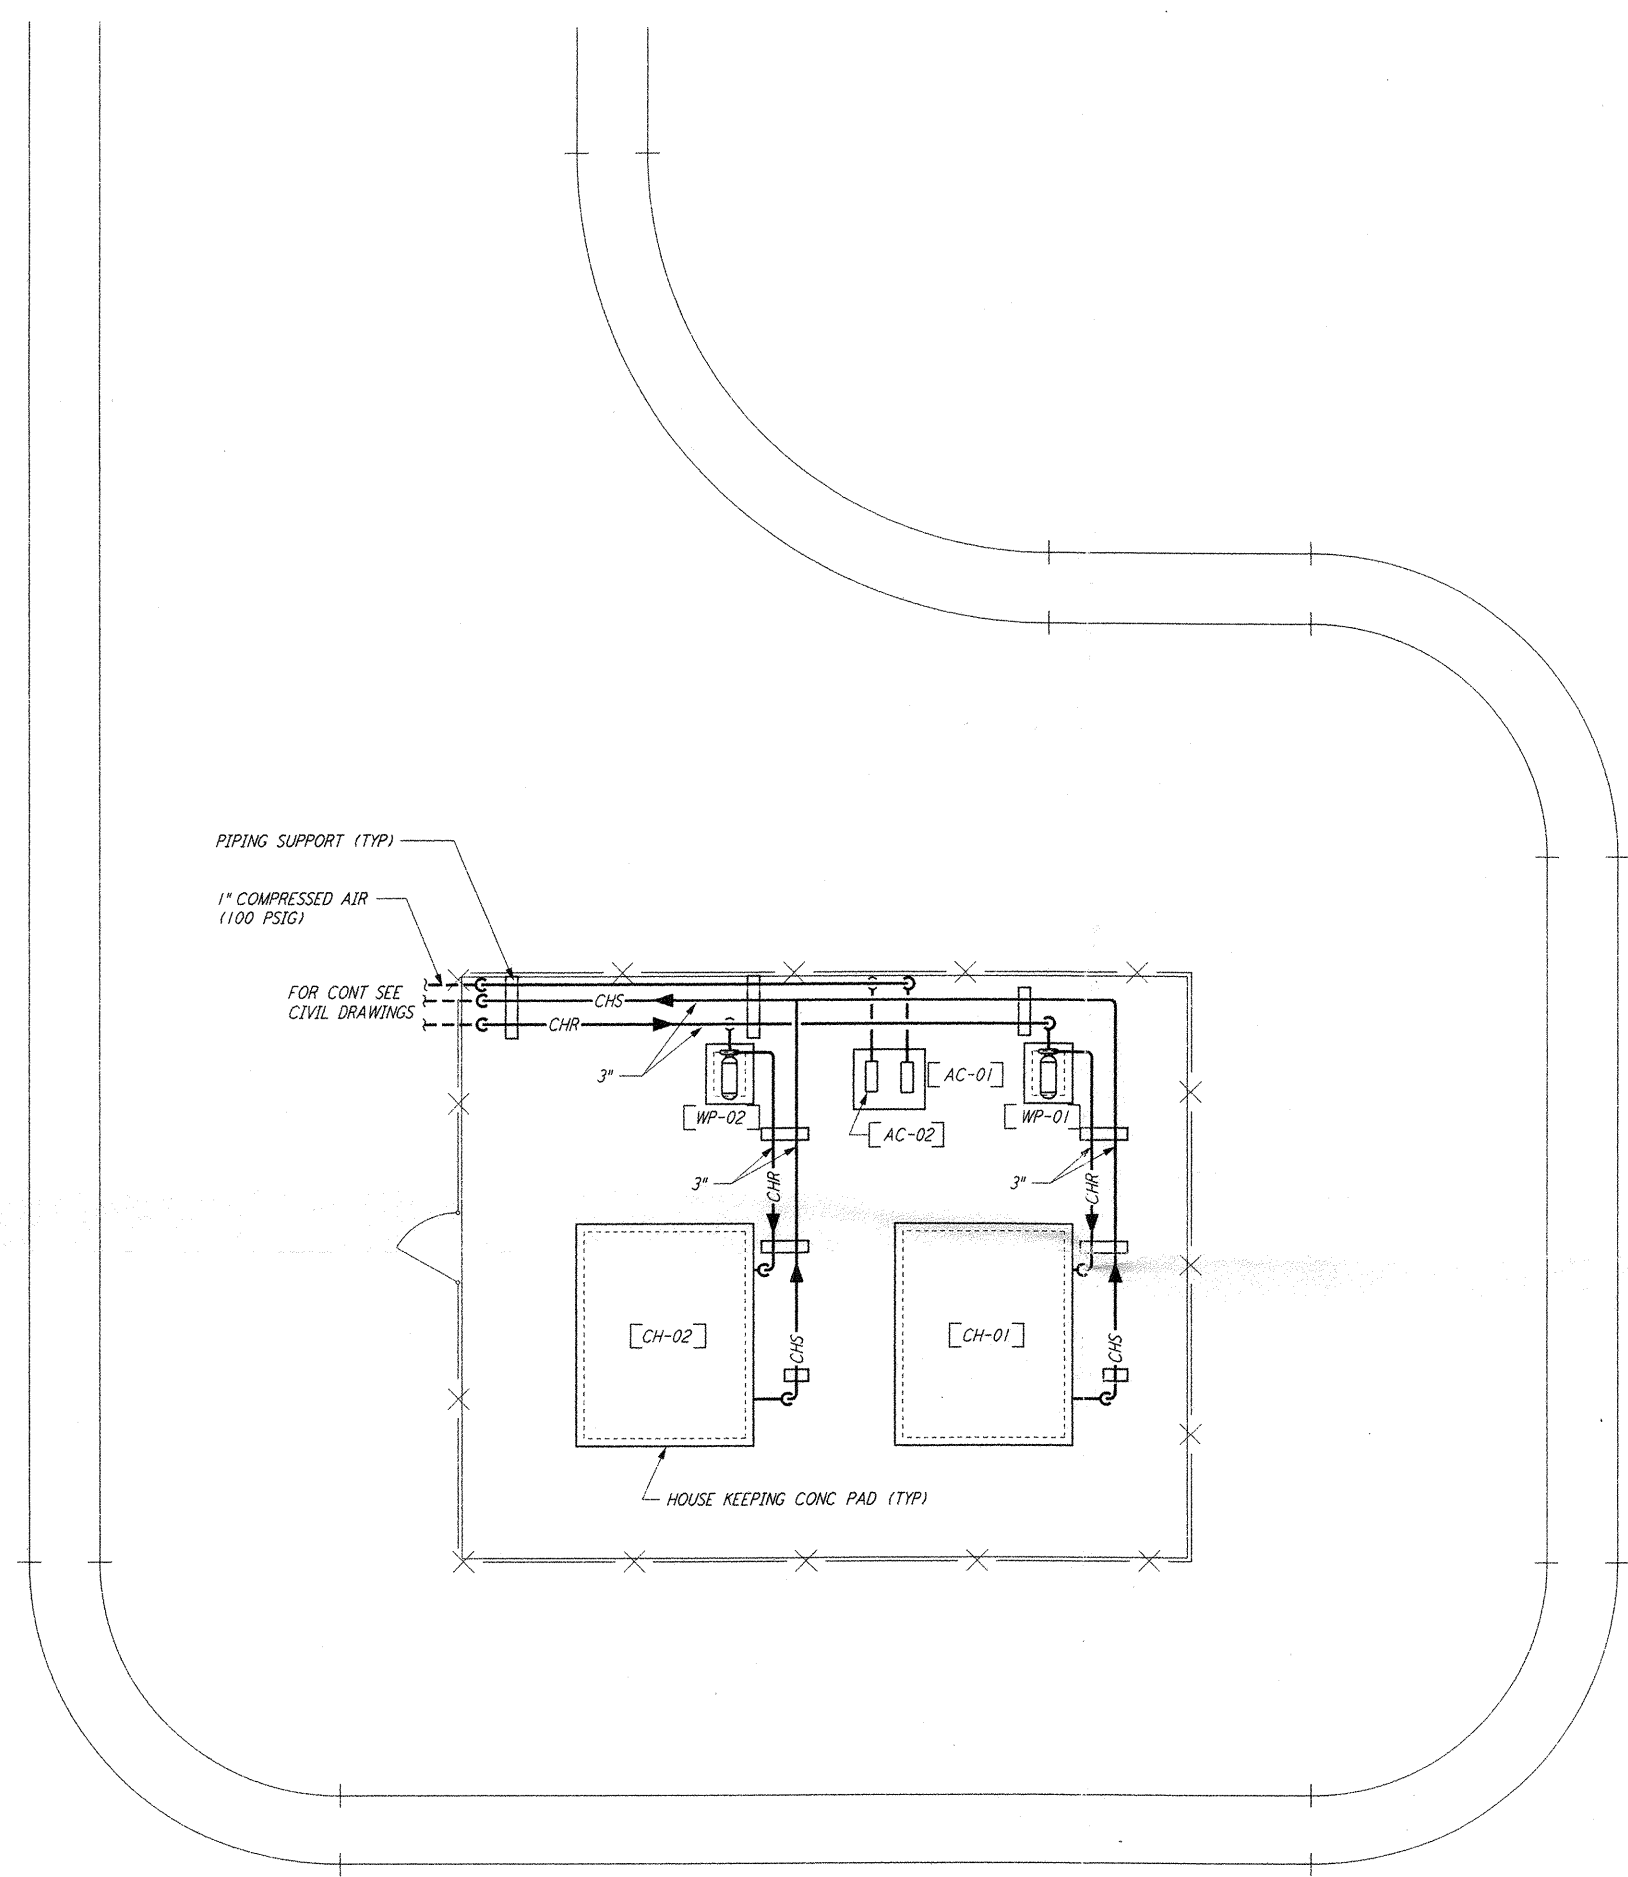 PIPING SUPPORT (TYP)
1" COMPRESSED AIR
(100 PSIG)
FOR CONT SEE
CIVIL DRAWINGS
CHS
CHR
3"
[WP-02]
[AC-01]
[AC-02]
[WP-01]
3"
CHR
3"
CHR
[CH-02]
[CH-01]
CHS
CHS
HOUSE KEEPING CONC PAD (TYP)